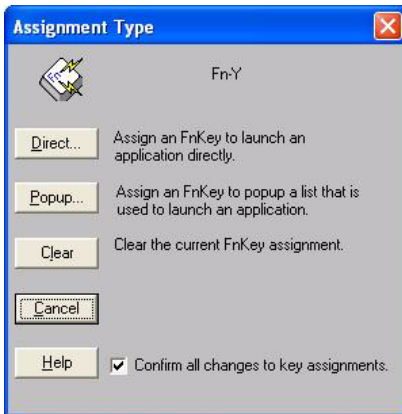 Assignment Type
Fn
Fn-Y
Direct...
Assign an FnKey to launch an
application directly.
Popup...
Assign an FnKey to popup a list that is
used to launch an application.
Clear
Clear the current FnKey assignment.
Cancel
Help
Confirm all changes to key assignments.